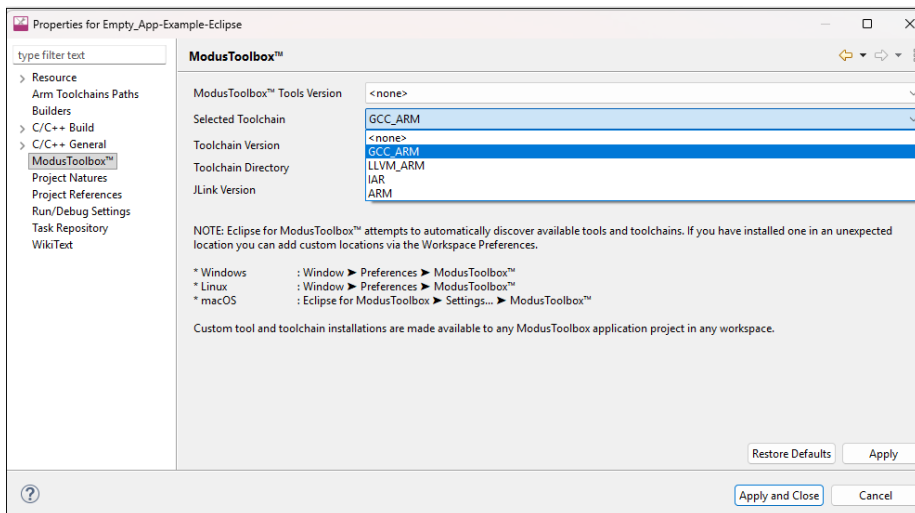 Properties for Empty_App-Example-Eclipse
type filter text
Resource
Arm Toolchains Paths
Builders
C/C++ Build
C/C++ General
ModusToolbox™
Project Natures
Project References
Run/Debug Settings
Task Repository
WikiText
ModusToolbox™
ModusToolbox™ Tools Version <none>
Selected Toolchain GCC_ARM
<none>
Toolchain Version GCC_ARM
Toolchain Directory LLVM_ARM
IAR
JLink Version ARM
NOTE: Eclipse for ModusToolbox™ attempts to automatically discover available tools and toolchains. If you have installed one in an unexpected
location you can add custom locations via the Workspace Preferences.
* Windows : Window ➤ Preferences ➤ ModusToolbox™
* Linux : Window ➤ Preferences ➤ ModusToolbox™
* macOS : Eclipse for ModusToolbox ➤ Settings... ➤ ModusToolbox™
Custom tool and toolchain installations are made available to any ModusToolbox application project in any workspace.
Restore Defaults Apply
? Apply and Close Cancel